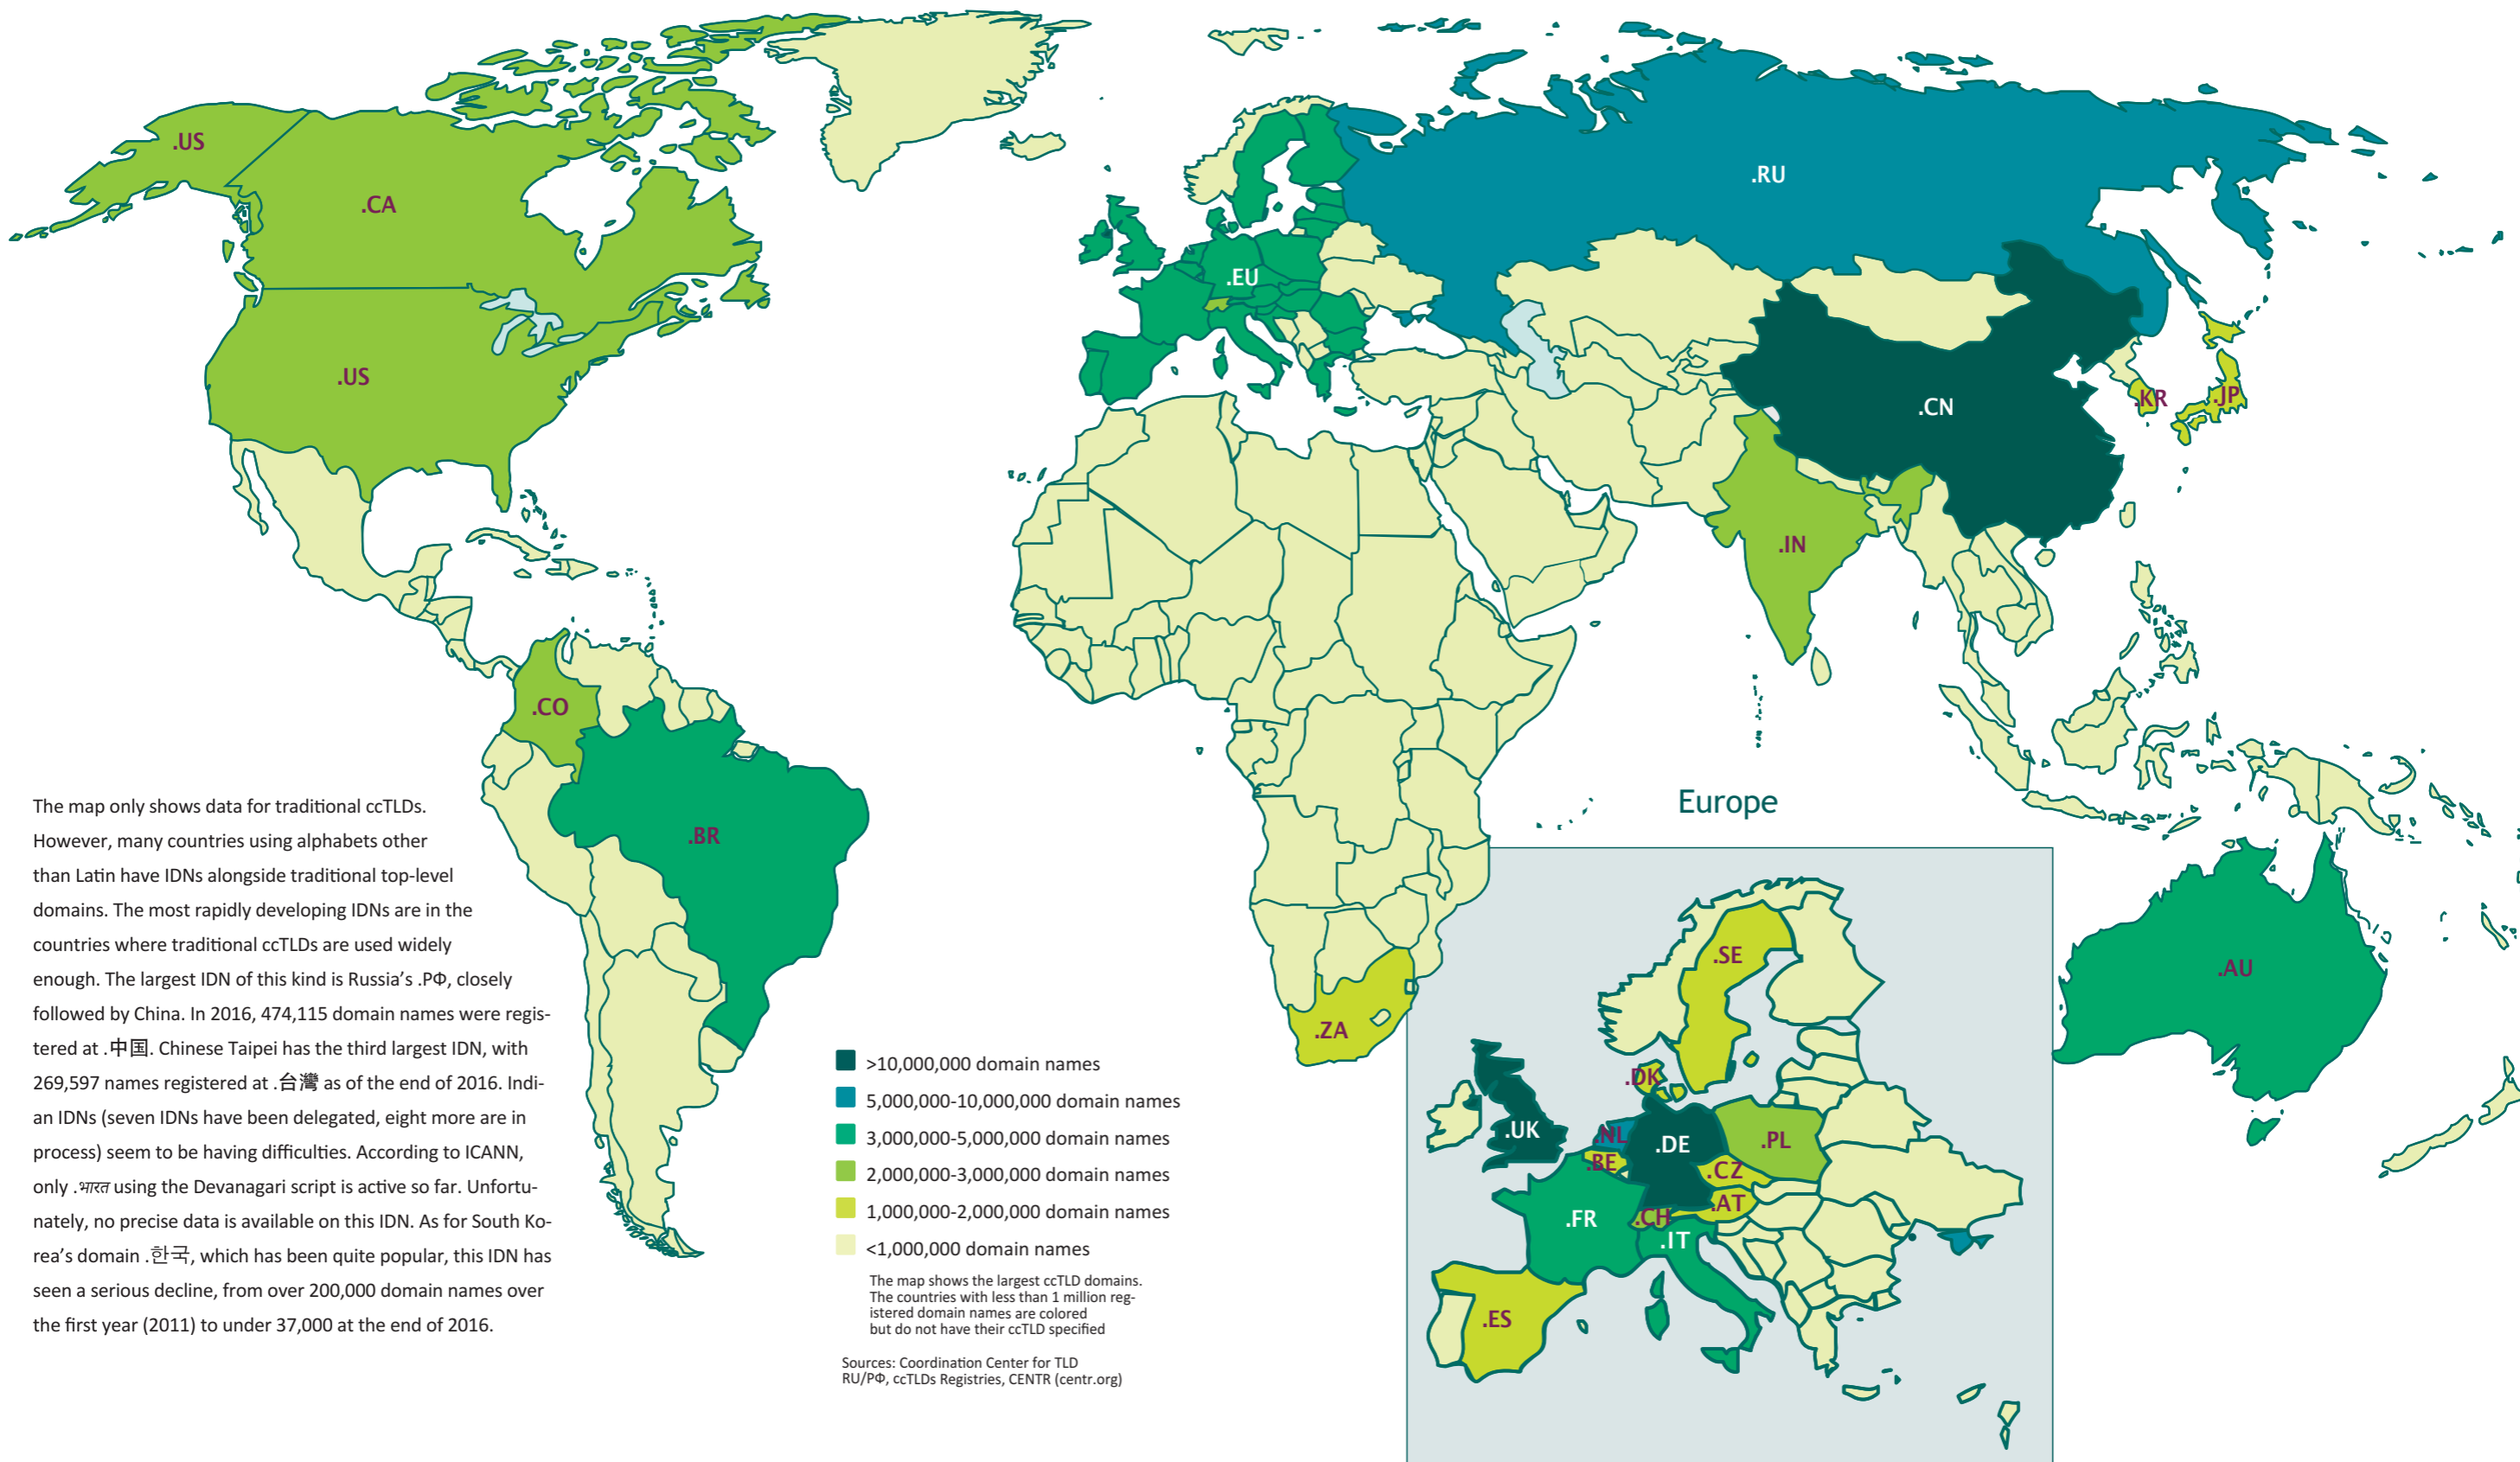 .US
.CA
.US
.RU
.EU
.CN
.KR
.JP
.IN
.CO
.BR
.ZA
.AU
The map only shows data for traditional ccTLDs.
However, many countries using alphabets other
than Latin have IDNs alongside traditional top-level
domains. The most rapidly developing IDNs are in the
countries where traditional ccTLDs are used widely
enough. The largest IDN of this kind is Russia's .РФ, closely
followed by China. In 2016, 474,115 domain names were regis-
tered at .中国. Chinese Taipei has the third largest IDN, with
269,597 names registered at .台灣 as of the end of 2016. Indi-
an IDNs (seven IDNs have been delegated, eight more are in
process) seem to be having difficulties. According to ICANN,
only .भारत using the Devanagari script is active so far. Unfortu-
nately, no precise data is available on this IDN. As for South Ko-
rea's domain .한국, which has been quite popular, this IDN has
seen a serious decline, from over 200,000 domain names over
the first year (2011) to under 37,000 at the end of 2016.
>10,000,000 domain names
5,000,000-10,000,000 domain names
3,000,000-5,000,000 domain names
2,000,000-3,000,000 domain names
1,000,000-2,000,000 domain names
<1,000,000 domain names
The map shows the largest ccTLD domains.
The countries with less than 1 million reg-
istered domain names are colored
but do not have their ccTLD specified
Sources: Coordination Center for TLD
RU/РФ, ccTLDs Registries, CENTR (centr.org)
Europe
.SE
.DK
.UK
.NL
.DE
.PL
.BE
.CZ
.AT
.FR
.CH
.IT
.ES